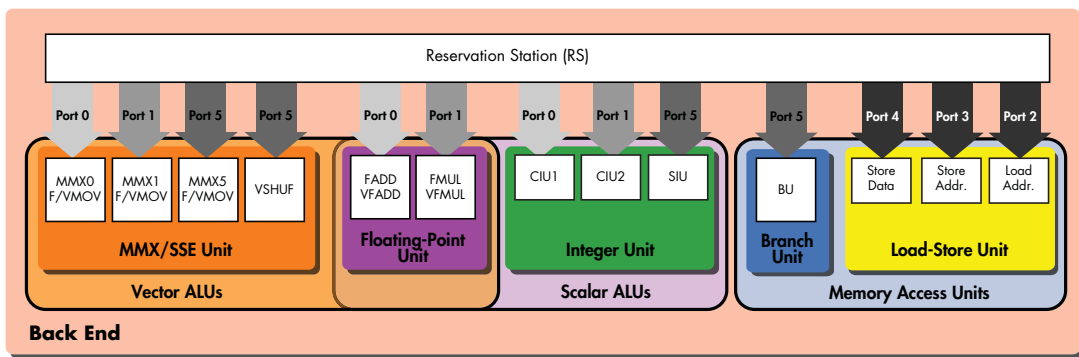 Reservation Station (RS)
Port 0
Port 1
Port 5
Port 5
Port 0
Port 1
Port 0
Port 1
Port 5
Port 5
Port 4
Port 3
Port 2
MMX0
F/VMOV
MMX1
F/VMOV
MMX5
F/VMOV
VSHUF
FADD
VFADD
FMUL
VFMUL
CIU1
CIU2
SIU
BU
Store
Data
Store
Addr.
Load
Addr.
MMX/SSE Unit
Floating-Point
Unit
Integer Unit
Branch
Unit
Load-Store Unit
Vector ALUs
Scalar ALUs
Memory Access Units
Back End